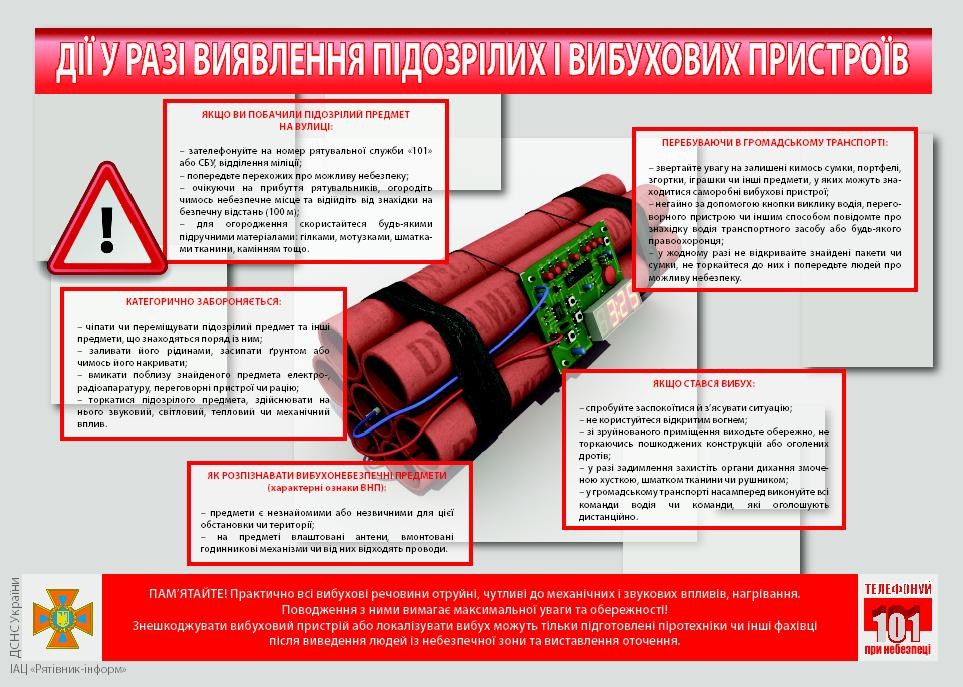 ДІЇ У РАЗІ ВИЯВЛЕННЯ ПІДОЗРІЛИХ І ВИБУХОВИХ ПРИСТРОЇВ
ЯКЩО ВИ ПОБАЧИЛИ ПІДОЗРІЛИЙ ПРЕДМЕТ
НА ВУЛИЦІ:
– зателефонуйте на номер рятувальної служби «101»
або СБУ, відділення міліції;
– попередьте перехожих про можливу небезпеку;
– очікуючи на прибуття рятувальників, огородіть
чимось небезпечне місце та відійдіть від знахідки на
безпечну відстань (100 м);
– для огородження скористайтеся будь-якими
підручними матеріалами: гілками, мотузками, шматка-
ми тканини, камінням тощо.
ПЕРЕБУВАЮЧИ В ГРОМАДСЬКОМУ ТРАНСПОРТІ:
– звертайте увагу на залишені кимось сумки, портфелі,
згортки, іграшки чи інші предмети, у яких можуть зна-
ходитися саморобні вибухові пристрої;
– негайно за допомогою кнопки виклику водія, перего-
ворного пристрою чи іншим способом повідомте про
знахідку водія транспортного засобу або будь-якого
правоохоронця;
– у жодному разі не відкривайте знайдені пакети чи
сумки, не торкайтеся до них і попередьте людей про
можливу небезпеку.
КАТЕГОРИЧНО ЗАБОРОНЯЄТЬСЯ:
– чіпати чи переміщувати підозрілий предмет та інші
предмети, що знаходяться поряд із ним;
– заливати його рідинами, засипати ґрунтом або
чимось його накривати;
– вмикати поблизу знайденого предмета електро-,
радіоапаратуру, переговорні пристрої чи рацію;
– торкатися підозрілого предмета, здійснювати на
нього звуковий, світловий, тепловий чи механічний
вплив.
3:25
ЯКЩО СТАВСЯ ВИБУХ:
– спробуйте заспокоїтися й з’ясувати ситуацію;
– не користуйтеся відкритим вогнем;
– зі зруйнованого приміщення виходьте обережно, не
торкаючись пошкоджених конструкцій або оголених
дротів;
– у разі задимлення захистіть органи дихання змоче-
ною хусткою, шматком тканини чи рушником;
– у громадському транспорті насамперед виконуйте всі
команди водія чи команди, які оголошують
дистанційно.
ЯК РОЗПІЗНАВАТИ ВИБУХОНЕБЕЗПЕЧНІ ПРЕДМЕТИ
(характерні ознаки ВНП):
– предмети є незнайомими або незвичними для цієї
обстановки чи території;
– на предметі влаштовані антени, вмонтовані
годинникові механізми чи від них відходять проводи.
ПАМ’ЯТАЙТЕ! Практично всі вибухові речовини отруйні, чутливі до механічних і звукових впливів, нагрівання.
Поводження з ними вимагає максимальної уваги та обережності!
Знешкоджувати вибуховий пристрій або локалізувати вибух можуть тільки підготовлені піротехніки чи інші фахівці
після виведення людей із небезпечної зони та виставлення оточення.
ТЕЛЕФОНУЙ
101
при небезпеці
ДСНС України
ІАЦ «Рятівник-інформ»